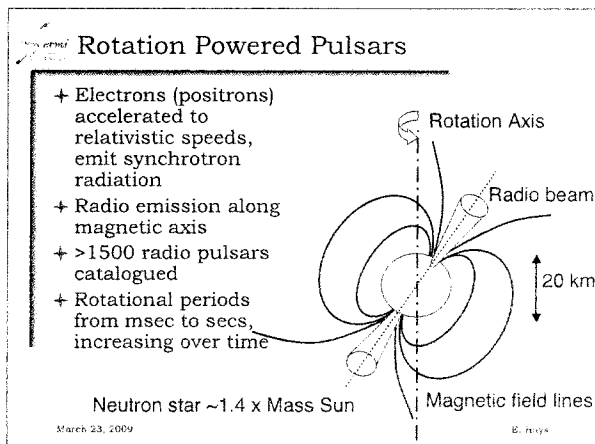 Rotation Powered Pulsars
Electrons (positrons)
accelerated to
relativistic speeds,
emit synchrotron
radiation
Radio emission along
magnetic axis
>1500 radio pulsars
catalogued
Rotational periods
from msec to secs,
increasing over time
Rotation Axis
Radio beam
20 km
Neutron star ~1.4 x Mass Sun
Magnetic field lines
March 23, 2009
E. Hays